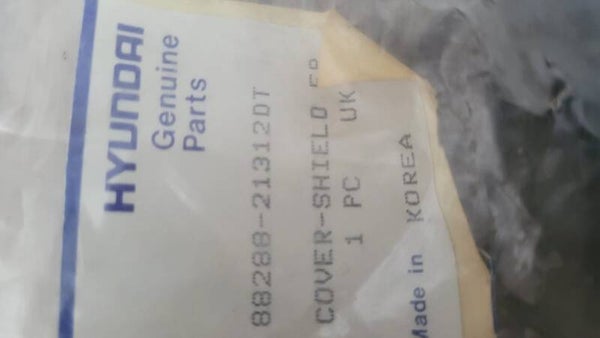 HYUNDAI
Genuine
Parts
88288-21312DT
COVER-SHIELD
1 PC UK
Made in KOREA